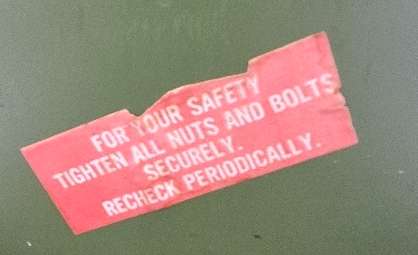 FOR YOUR SAFETY
TIGHTEN ALL NUTS AND BOLTS
SECURELY.
RECHECK PERIODICALLY.